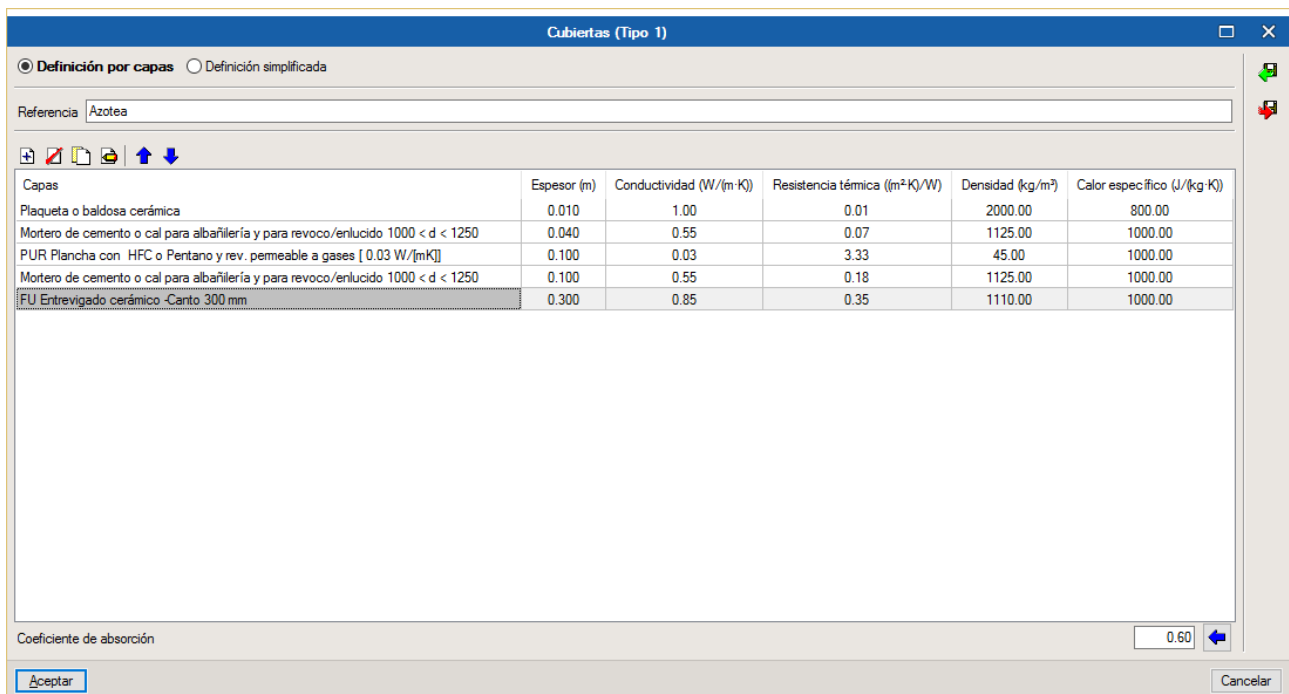 Cubiertas (Tipo 1)
Definición por capas Definición simplificada
Referencia Azotea
Capas Espesor (m) Conductividad (W/(m·K)) Resistencia térmica ((m²·K)/W) Densidad (kg/m³) Calor específico (J/(kg·K))
Plaqueta o baldosa cerámica 0.010 1.00 0.01 2000.00 800.00
Mortero de cemento o cal para albañilería y para revoco/enlucido 1000 < d < 1250 0.040 0.55 0.07 1125.00 1000.00
PUR Plancha con HFC o Pentano y rev. permeable a gases [ 0.03 W/[mK]] 0.100 0.03 3.33 45.00 1000.00
Mortero de cemento o cal para albañilería y para revoco/enlucido 1000 < d < 1250 0.100 0.55 0.18 1125.00 1000.00
FU Entrevigado cerámico -Canto 300 mm 0.300 0.85 0.35 1110.00 1000.00
Coeficiente de absorción 0.60
Aceptar Cancelar